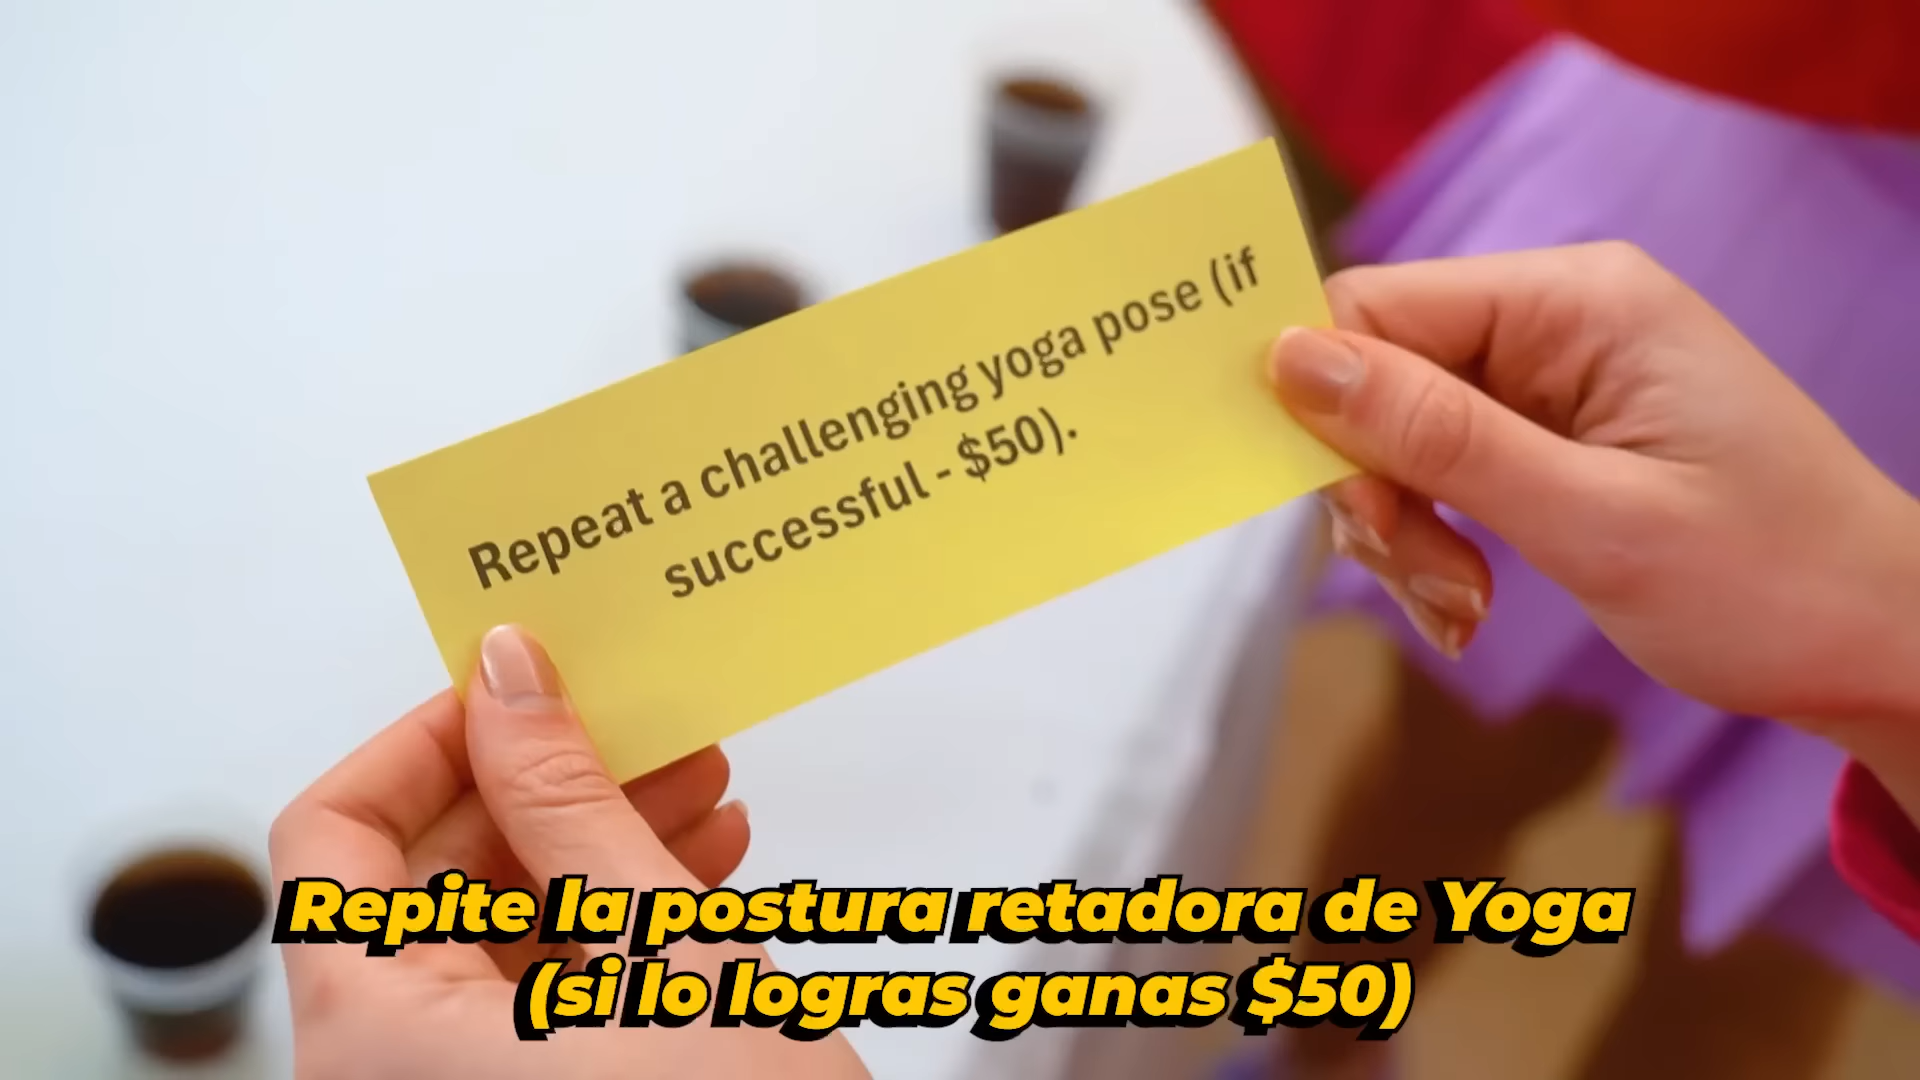 Repeat a challenging yoga pose (if
successful - $50).
Repite la postura retadora de Yoga
(si lo logras ganas $50)